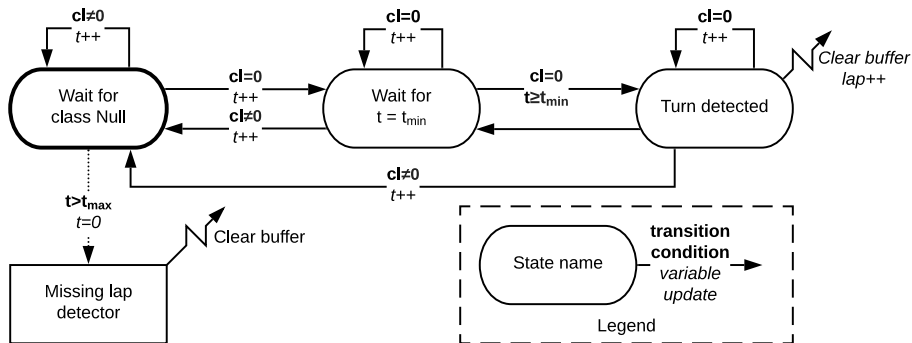 cl≠0
t++
cl=0
t++
cl=0
t++
Clear buffer
lap++
Wait for
class Null
cl=0
t++
cl≠0
t++
Wait for
t = tmin
cl=0
t≥tmin
Turn detected
cl≠0
t++
t>tmax
t=0
Clear buffer
Missing lap
detector
State name
transition
condition
variable
update
Legend